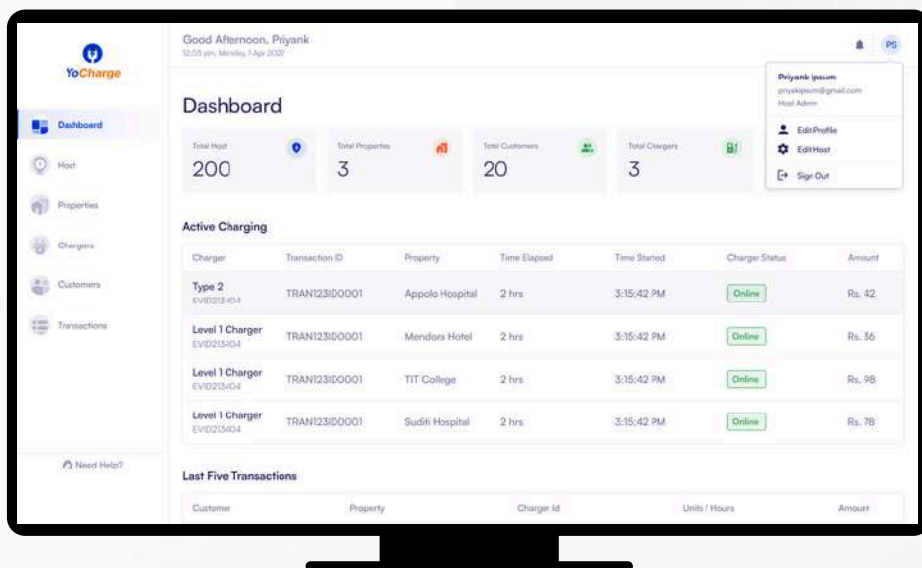 YoCharge
Dashboard
Host
Properties
Chargers
Customers
Transactions
Need Help?
Good Afternoon, Priyank
12:05 pm, Monday, 1 Apr 2022
PS
Priyank Ipsum
priyakipsum@gmail.com
Host Admin
Edit Profile
Edit Host
Sign Out
Dashboard
Total Host
200
Total Properties
3
Total Customers
20
Total Chargers
3
Active Charging
Charger Transaction ID Property Time Elapsed Time Started Charger Status Amount
Type 2 TRAN123ID0001 Appolo Hospital 2 hrs 3:15:42 PM Online Rs. 42
EVID213404
Level 1 Charger TRAN123ID0001 Mendors Hotel 2 hrs 3:15:42 PM Online Rs. 36
EVID213404
Level 1 Charger TRAN123ID0001 TIT College 2 hrs 3:15:42 PM Online Rs. 98
EVID213404
Level 1 Charger TRAN123ID0001 Suditi Hospital 2 hrs 3:15:42 PM Online Rs. 78
EVID213404
Last Five Transactions
Customer Property Charger Id Units / Hours Amount